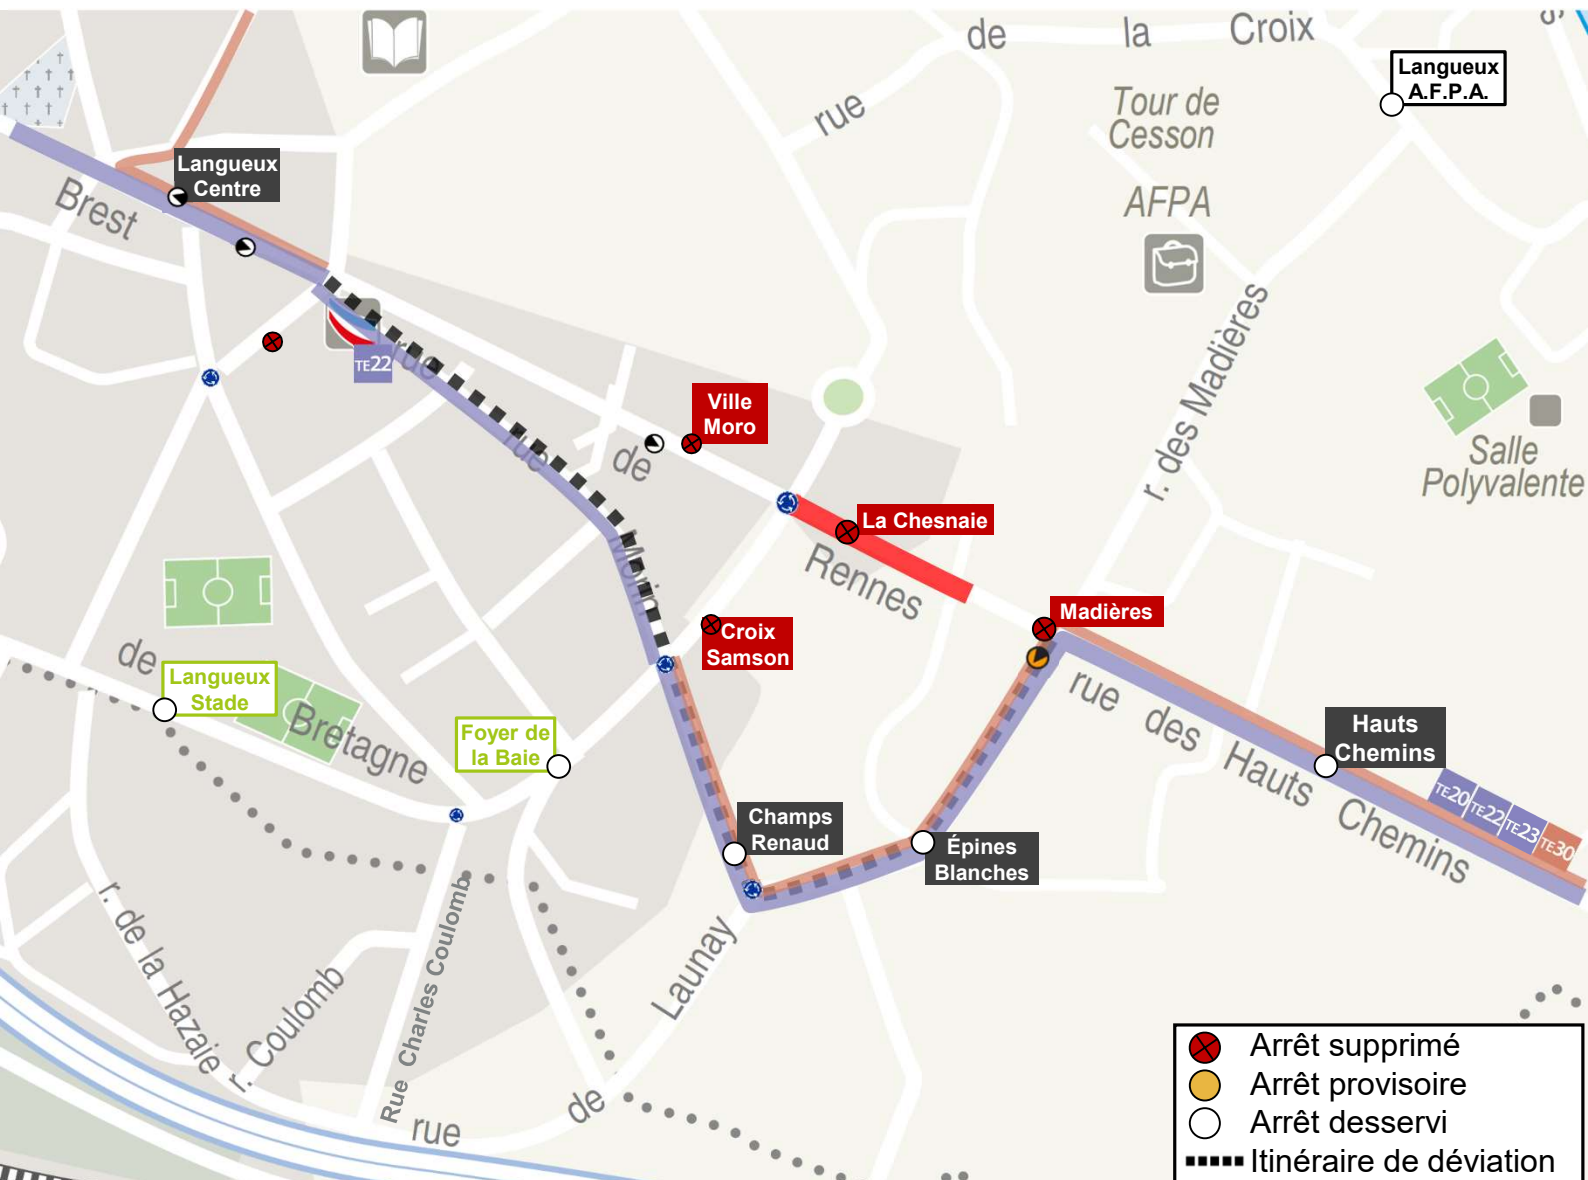 de la Croix
rue
Langueux
A.F.P.A.
Tour de
Cesson
AFPA
Langueux
Centre
Brest
r. des Madières
TE22
rue
rue
Morin
Ville
Moro
de
La Chesnaie
Rennes
Salle
Polyvalente
Madières
Croix
Samson
de
Langueux
Stade
Bretagne
Foyer de
la Baie
rue des Hauts Chemins
Hauts
Chemins
TE20 TE22 TE23 TE30
Champs
Renaud
Épines
Blanches
r. de la Hazaie
r. Coulomb
Rue Charles Coulomb
Launay
de
rue
Arrêt supprimé
Arrêt provisoire
Arrêt desservi
Itinéraire de déviation